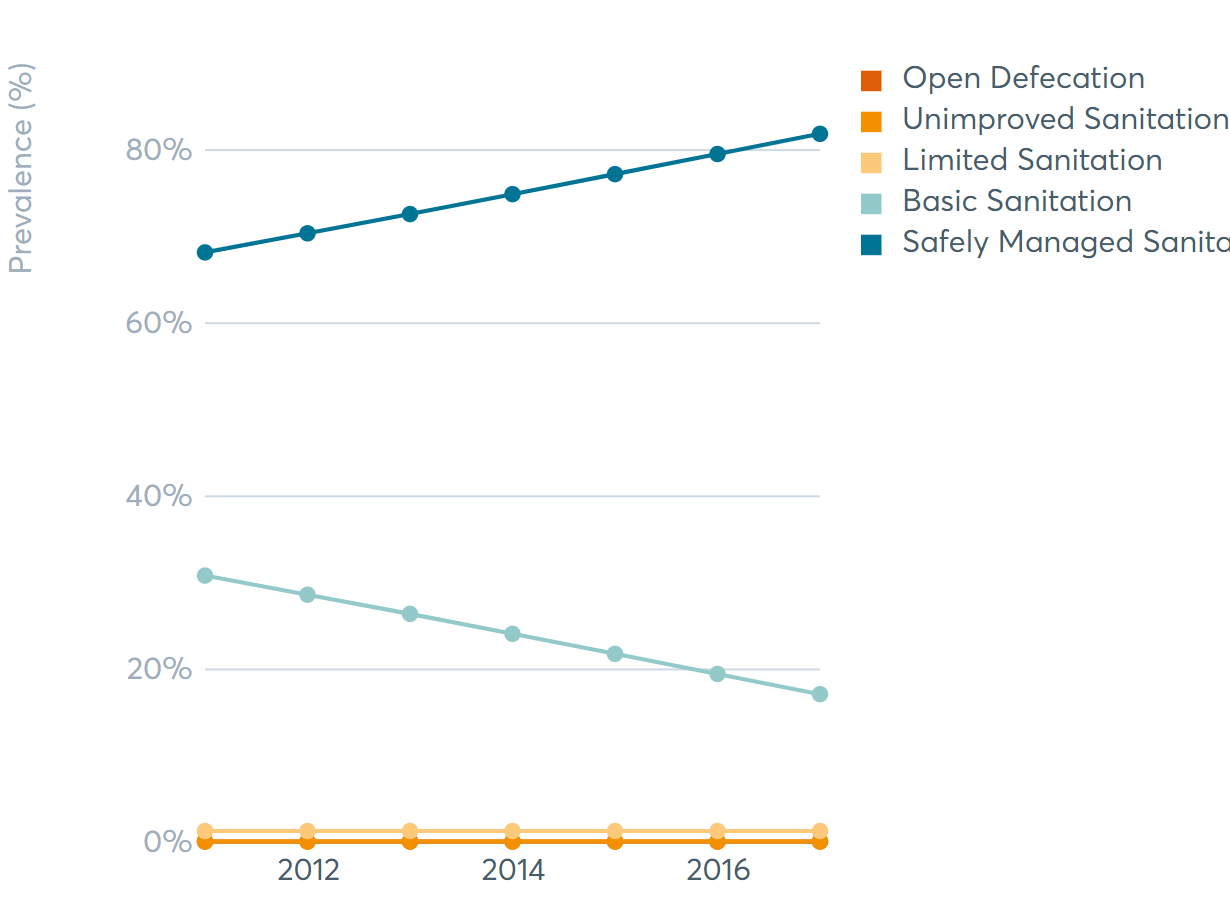 Prevalence (%)
80%
60%
40%
20%
0%
2012
2014
2016
Open Defecation
Unimproved Sanitation
Limited Sanitation
Basic Sanitation
Safely Managed Sanita